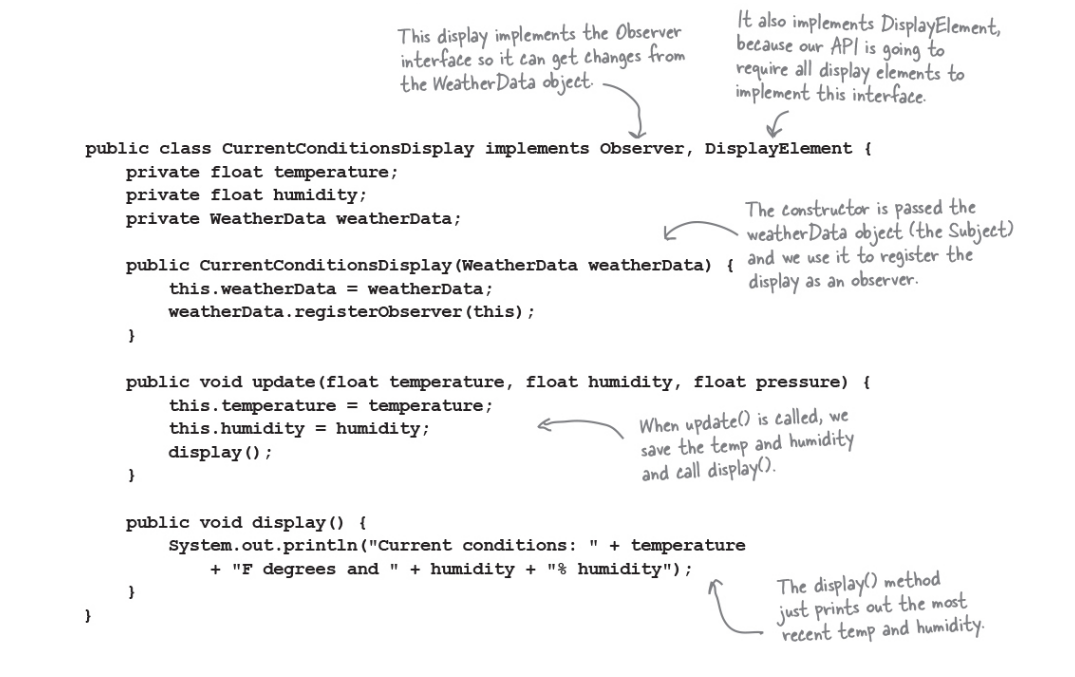 This display implements the Observer
interface so it can get changes from
the WeatherData object.
It also implements DisplayElement,
because our API is going to
require all display elements to
implement this interface.
public class CurrentConditionsDisplay implements Observer, DisplayElement {
    private float temperature;
    private float humidity;
    private WeatherData weatherData;
The constructor is passed the
weatherData object (the Subject)
and we use it to register the
display as an observer.
    public CurrentConditionsDisplay(WeatherData weatherData) {
        this.weatherData = weatherData;
        weatherData.registerObserver(this);
    }
    public void update(float temperature, float humidity, float pressure) {
        this.temperature = temperature;
        this.humidity = humidity;
        display();
    }
When update() is called, we
save the temp and humidity
and call display().
    public void display() {
        System.out.println("Current conditions: " + temperature
            + "F degrees and " + humidity + "% humidity");
    }
}
The display() method
just prints out the most
recent temp and humidity.